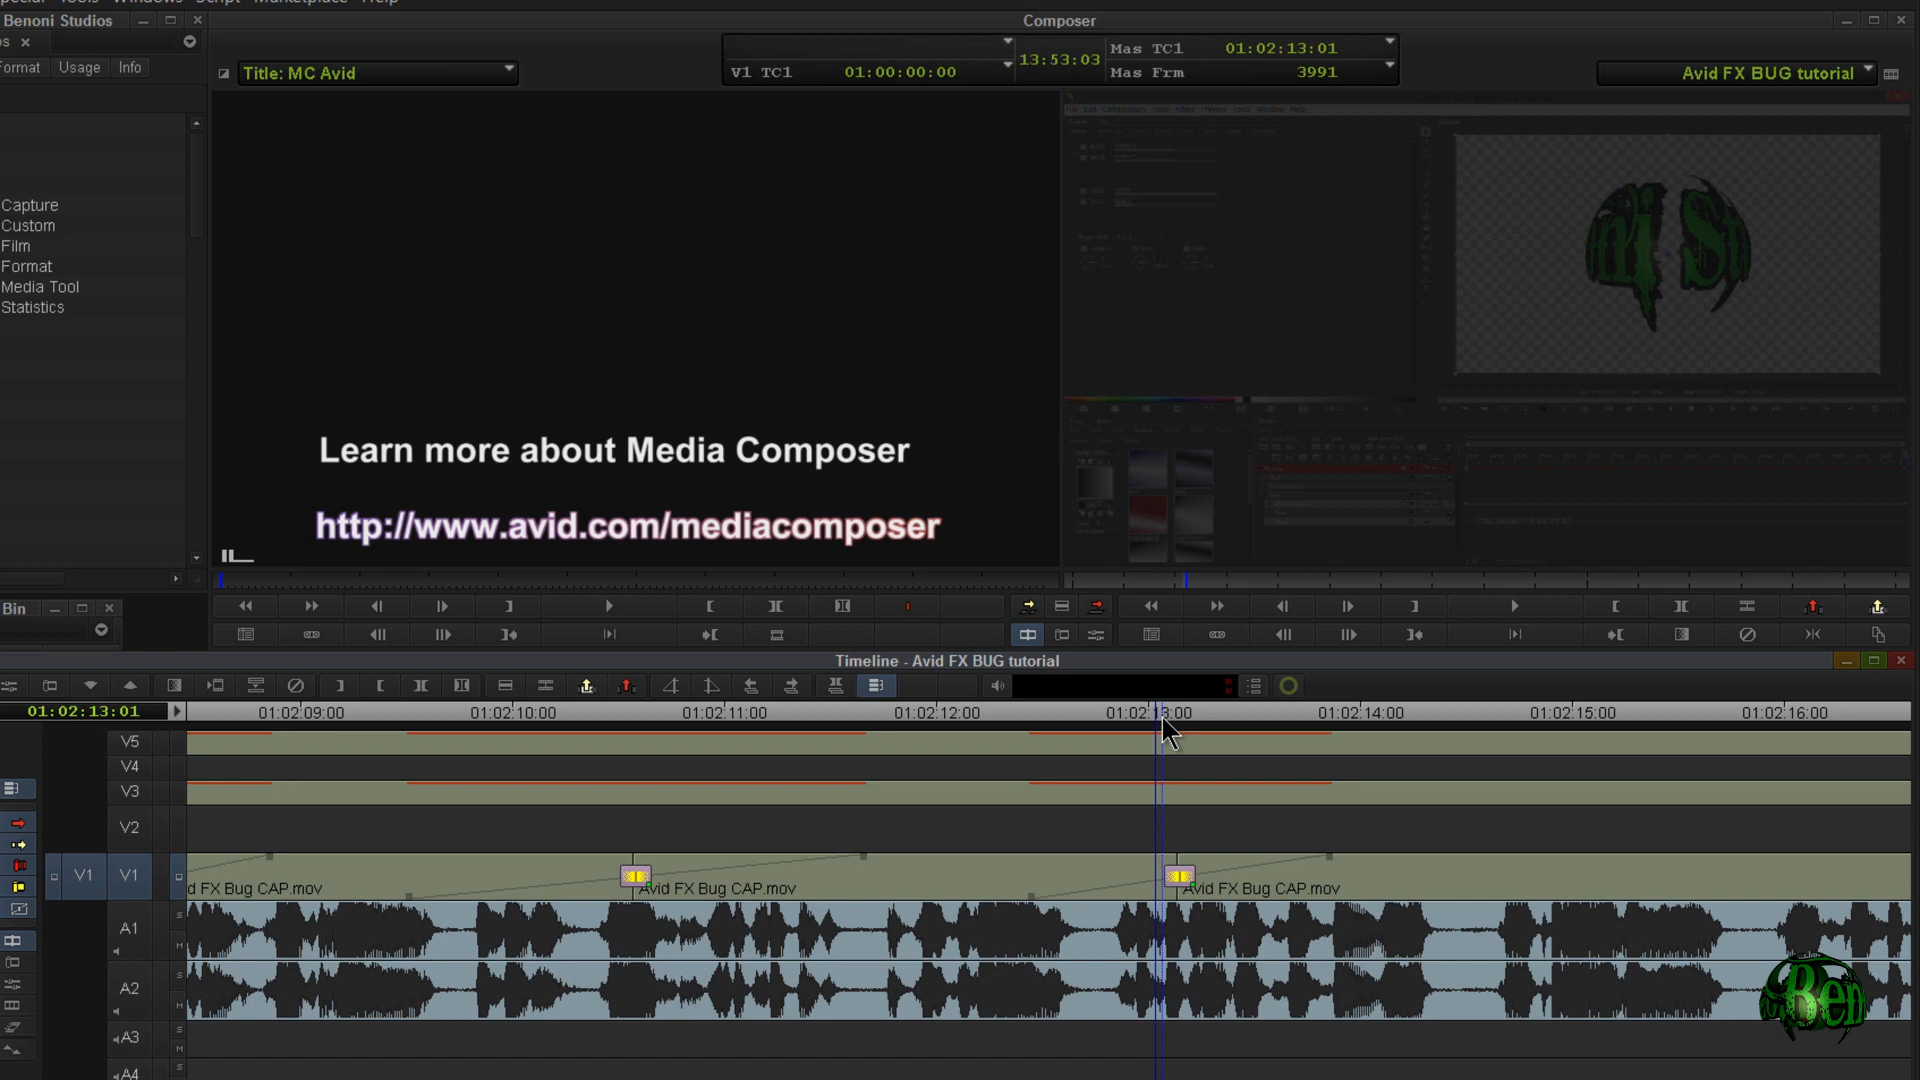 Tools Windows Script Marketplace Help
Benoni Studios
Composer
Format Usage Info
Title: MC Avid
V1 TC1 01:00:00:00
13:53:03
Mas TC1 01:02:13:01
Mas Frm 3991
Avid FX BUG tutorial
Capture
Custom
Film
Format
Media Tool
Statistics
Learn more about Media Composer
http://www.avid.com/mediacomposer
Bin
Timeline - Avid FX BUG tutorial
01:02:13:01
01:02:09:00 01:02:10:00 01:02:11:00 01:02:12:00 01:02:13:00 01:02:14:00 01:02:15:00 01:02:16:00
V5
V4
V3
V2
V1 V1
d FX Bug CAP.mov Avid FX Bug CAP.mov Avid FX Bug CAP.mov
A1
S
M
A2
S
M
A3
S
M
A4
S
Ben